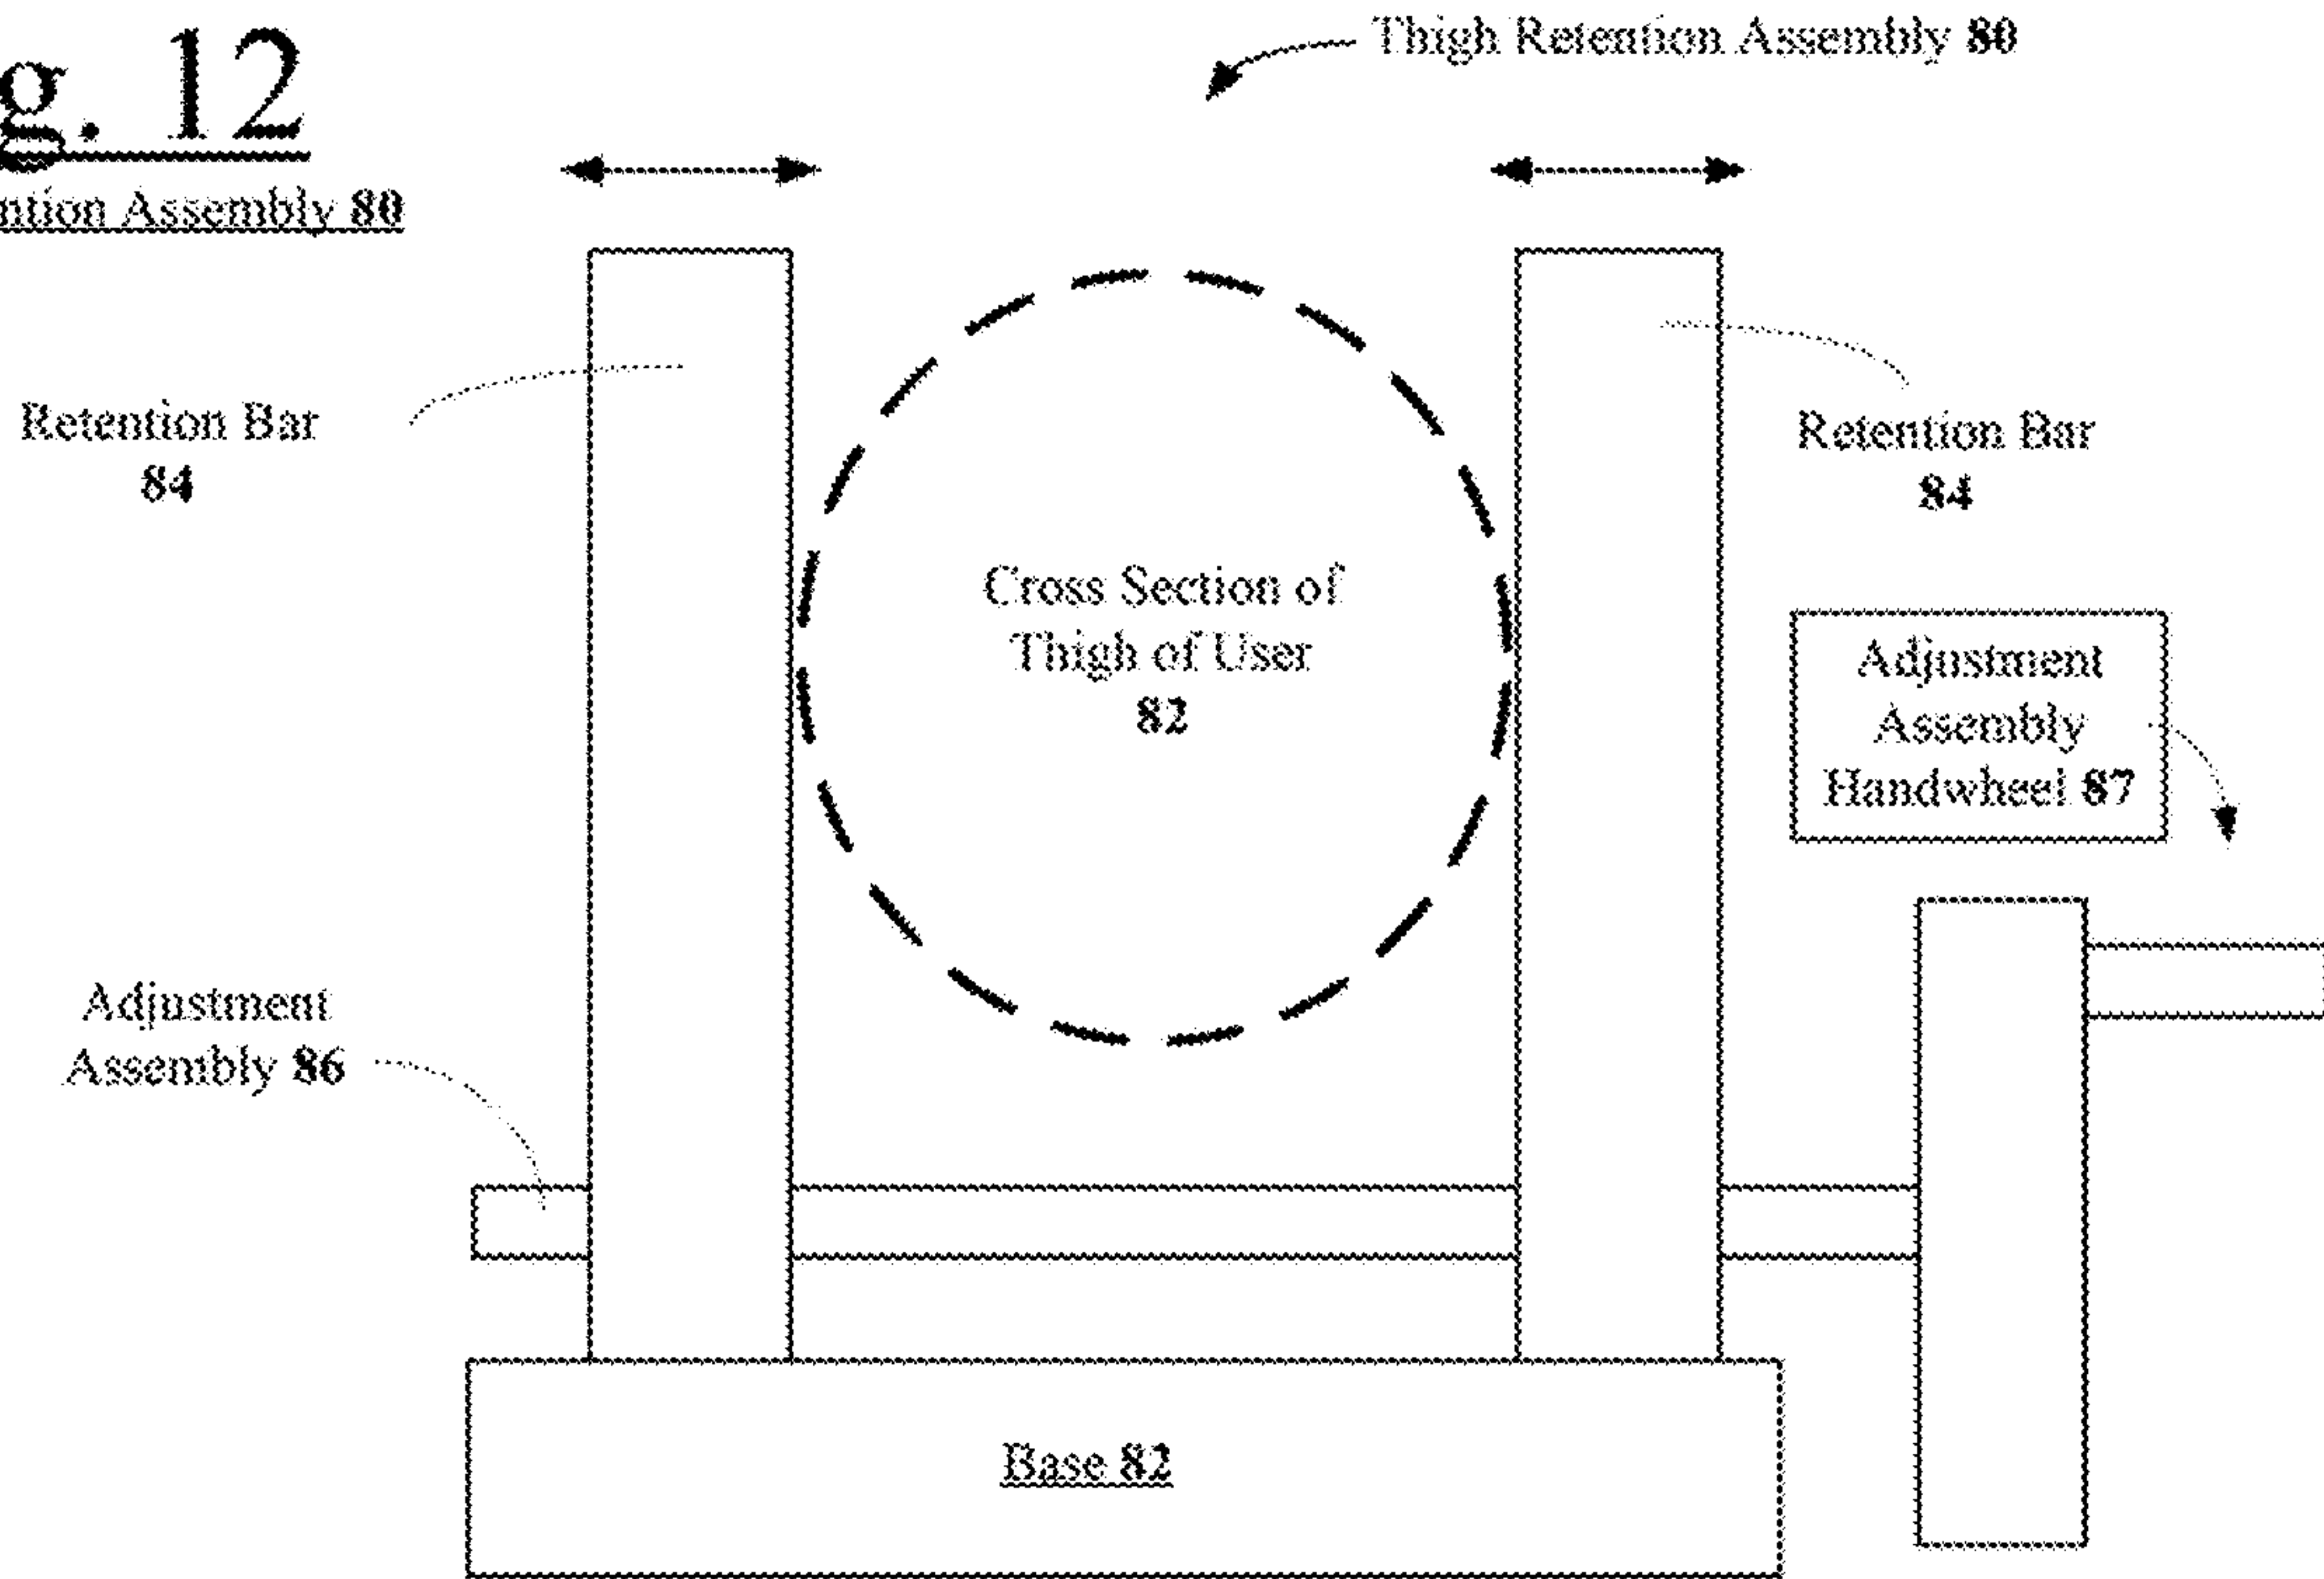 Thigh Retention Assembly 80
g. 12
ntion Assembly 80
Retention Bar
84
Retention Bar
84
Cross Section of
Thigh of User
82
Adjustment
Assembly
Handwheel 87
Adjustment
Assembly 86
Base 82